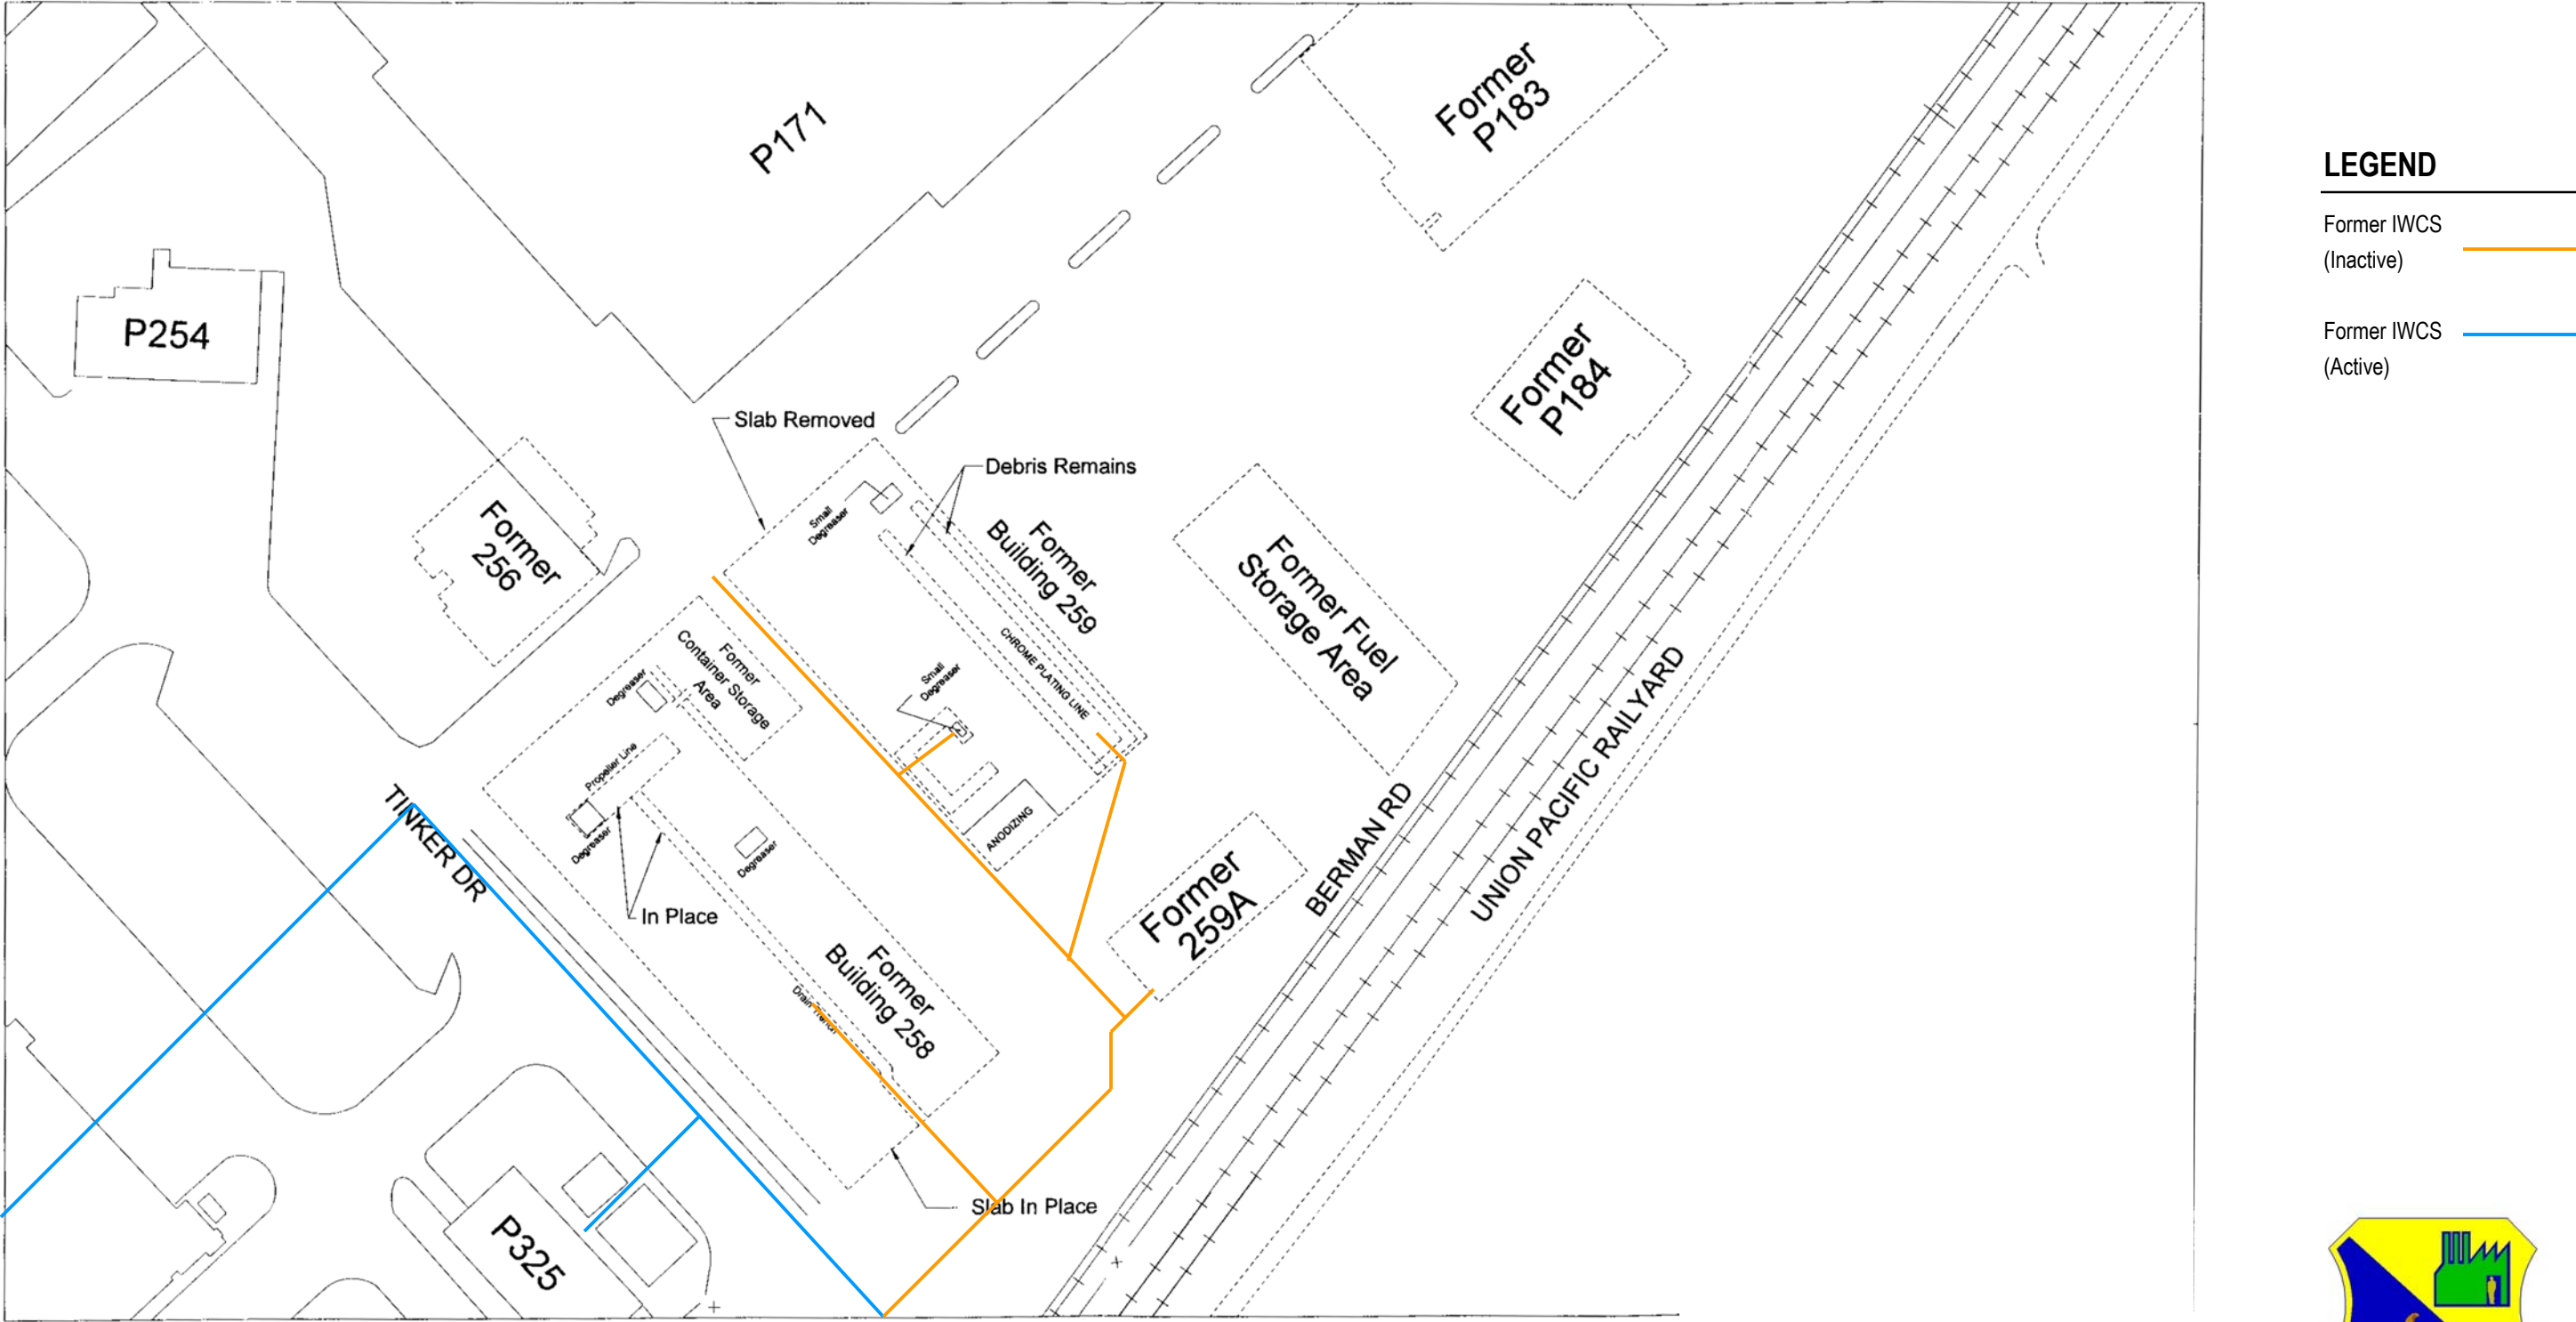 LEGEND
Former IWCS
(Inactive)
Former IWCS
(Active)
P171
Former
P183
P254
Former
P184
Slab Removed
Debris Remains
Small
Degreaser
Former
256
Former
Building 259
Former Fuel
Storage Area
CHROME PLATING LINE
Former
Container Storage
Area
Degreaser
Small
Degreaser
Propeller Line
Degreaser
Degreaser
ANODIZING
TINKER DR
In Place
Former
259A
BERMAN RD
UNION PACIFIC RAILYARD
Former
Building 258
Drain Trench
Slab In Place
P325